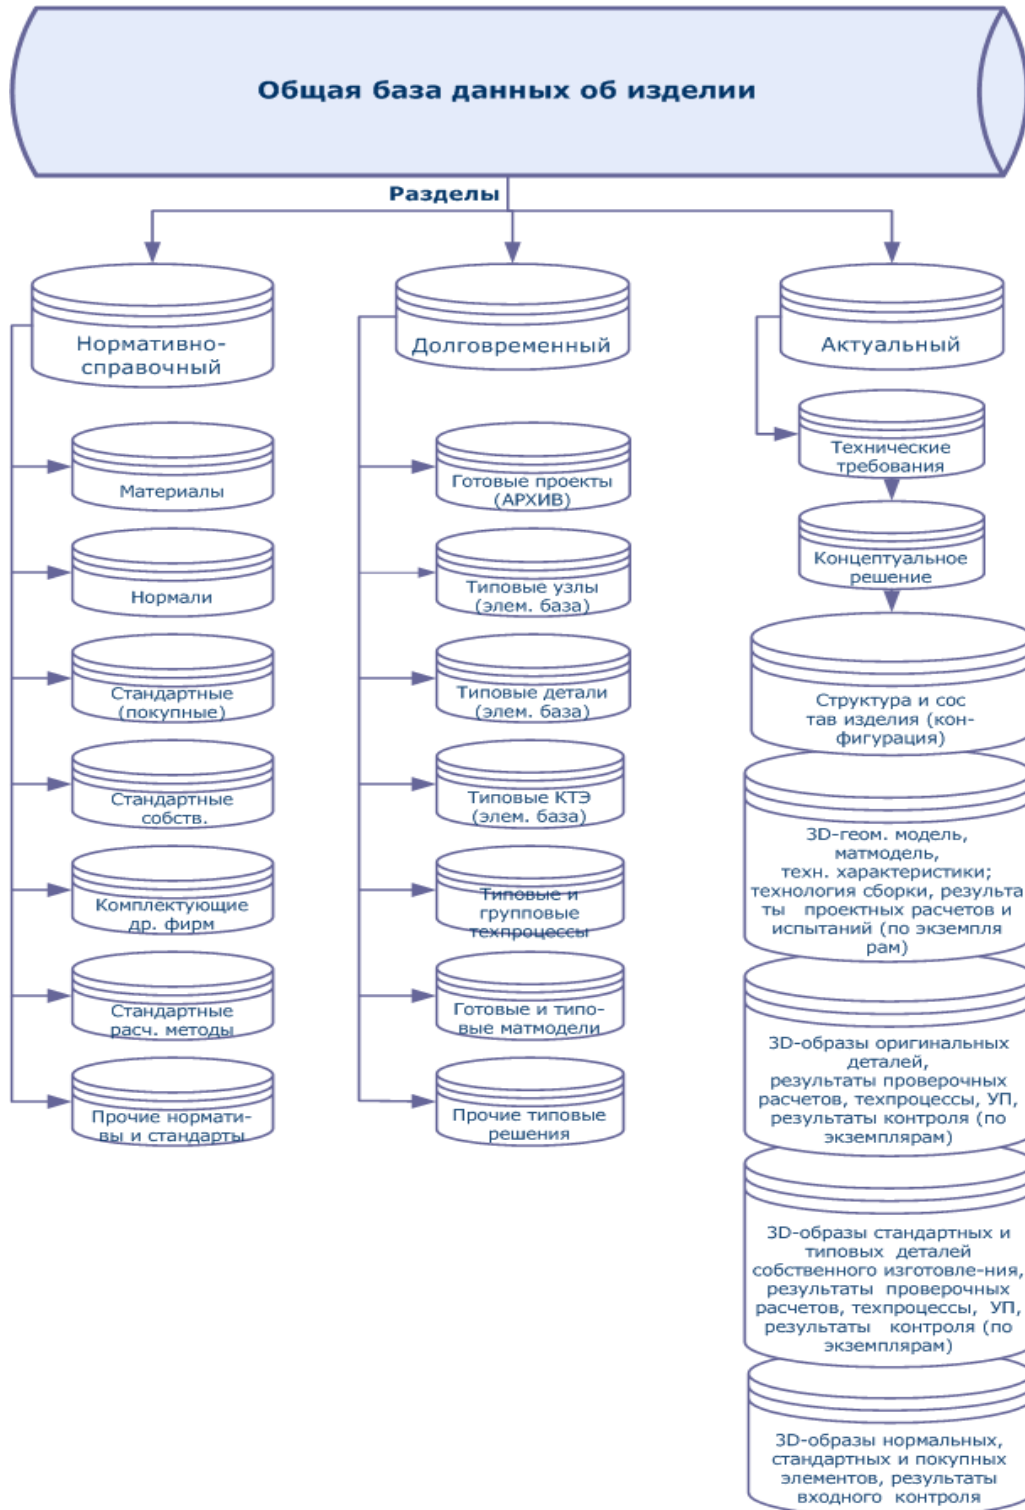 Общая база данных об изделии
Разделы
Нормативно-
справочный
Материалы
Нормали
Стандартные
(покупные)
Стандартные
собств.
Комплектующие
др. фирм
Стандартные
расч. методы
Прочие нормати-
вы и стандарты
Долговременный
Готовые проекты
(АРХИВ)
Типовые узлы
(элем. база)
Типовые детали
(элем. база)
Типовые КТЭ
(элем. база)
Типовые и
групповые
техпроцессы
Готовые и типо-
вые матмодели
Прочие типовые
решения
Актуальный
Технические
требования
Концептуальное
решение
Структура и сос
тав изделия (кон-
фигурация)
3D-геом. модель,
матмодель,
техн. характеристики;
технология сборки, результа
ты проектных расчетов и
испытаний (по экземпля
рам)
3D-образы оригинальных
деталей,
результаты проверочных
расчетов, техпроцессы, УП,
результаты контроля (по
экземплярам)
3D-образы стандартных и
типовых деталей
собственного изготовле-ния,
результаты проверочных
расчетов, техпроцессы, УП,
результаты контроля (по
экземплярам)
3D-образы нормальных,
стандартных и покупных
элементов, результаты
входного контроля